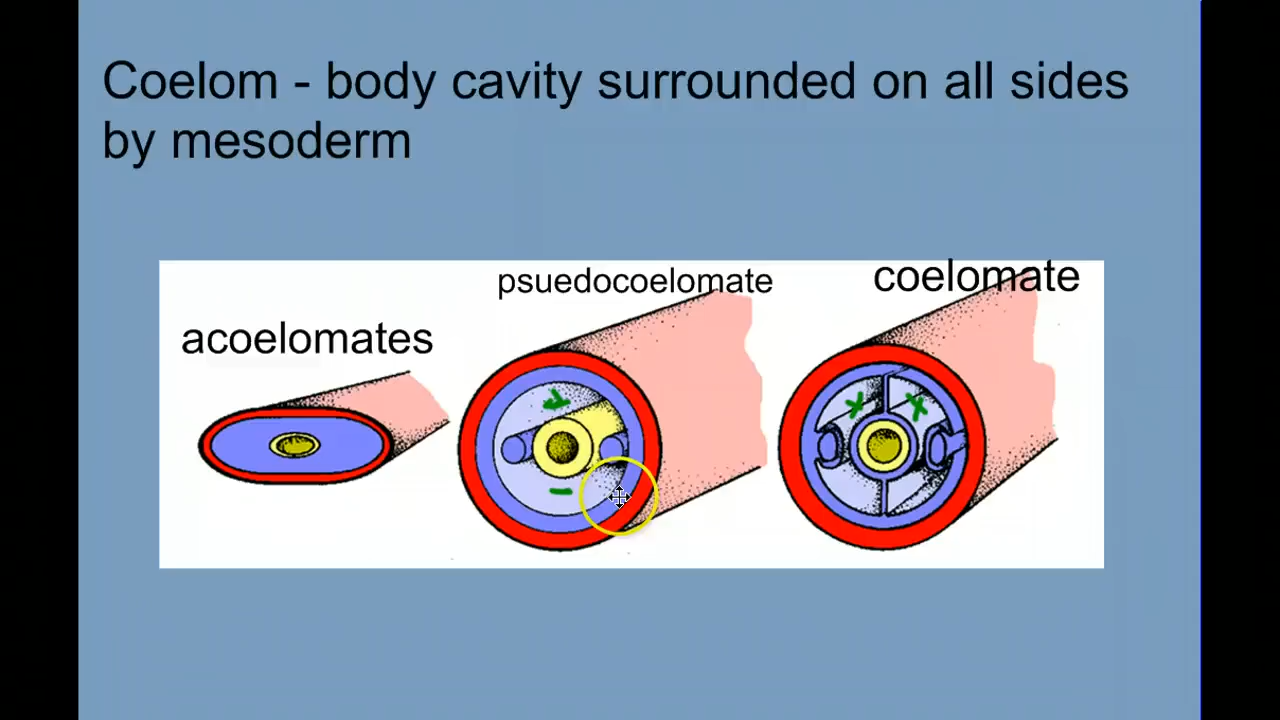 Coelom - body cavity surrounded on all sides
by mesoderm
psuedocoelomate
coelomate
acoelomates